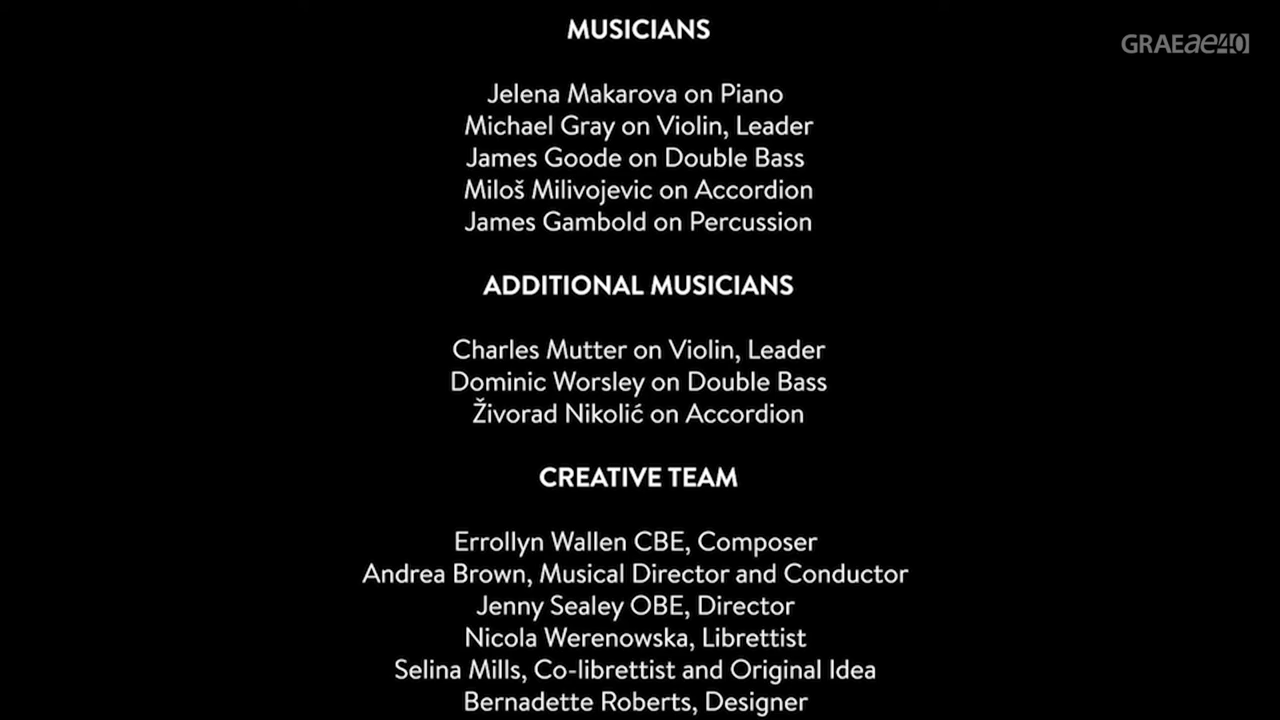 MUSICIANS
GRAEae40
Jelena Makarova on Piano
Michael Gray on Violin, Leader
James Goode on Double Bass
Miloš Milivojevic on Accordion
James Gambold on Percussion
ADDITIONAL MUSICIANS
Charles Mutter on Violin, Leader
Dominic Worsley on Double Bass
Živorad Nikolić on Accordion
CREATIVE TEAM
Errollyn Wallen CBE, Composer
Andrea Brown, Musical Director and Conductor
Jenny Sealey OBE, Director
Nicola Werenowska, Librettist
Selina Mills, Co-librettist and Original Idea
Bernadette Roberts, Designer